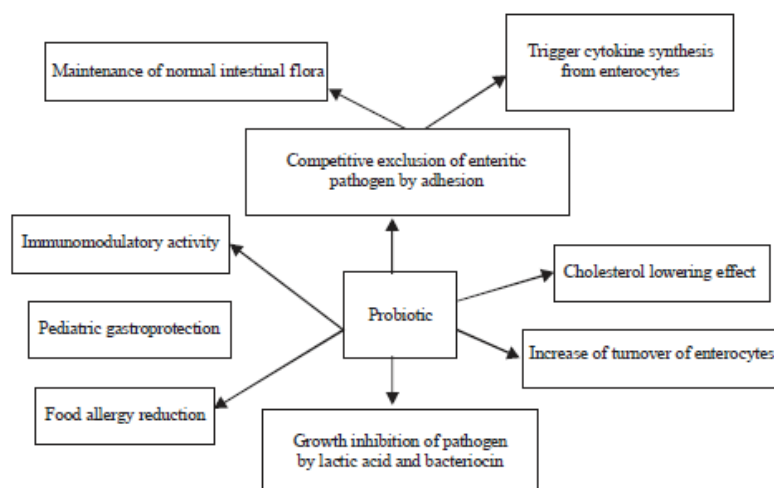 Trigger cytokine synthesis
from enterocytes
Maintenance of normal intestinal flora
Competitive exclusion of enteritic
pathogen by adhesion
Immunomodulatory activity
Cholesterol lowering effect
Probiotic
Pediatric gastroprotection
Increase of turnover of enterocytes
Food allergy reduction
Growth inhibition of pathogen
by lactic acid and bacteriocin